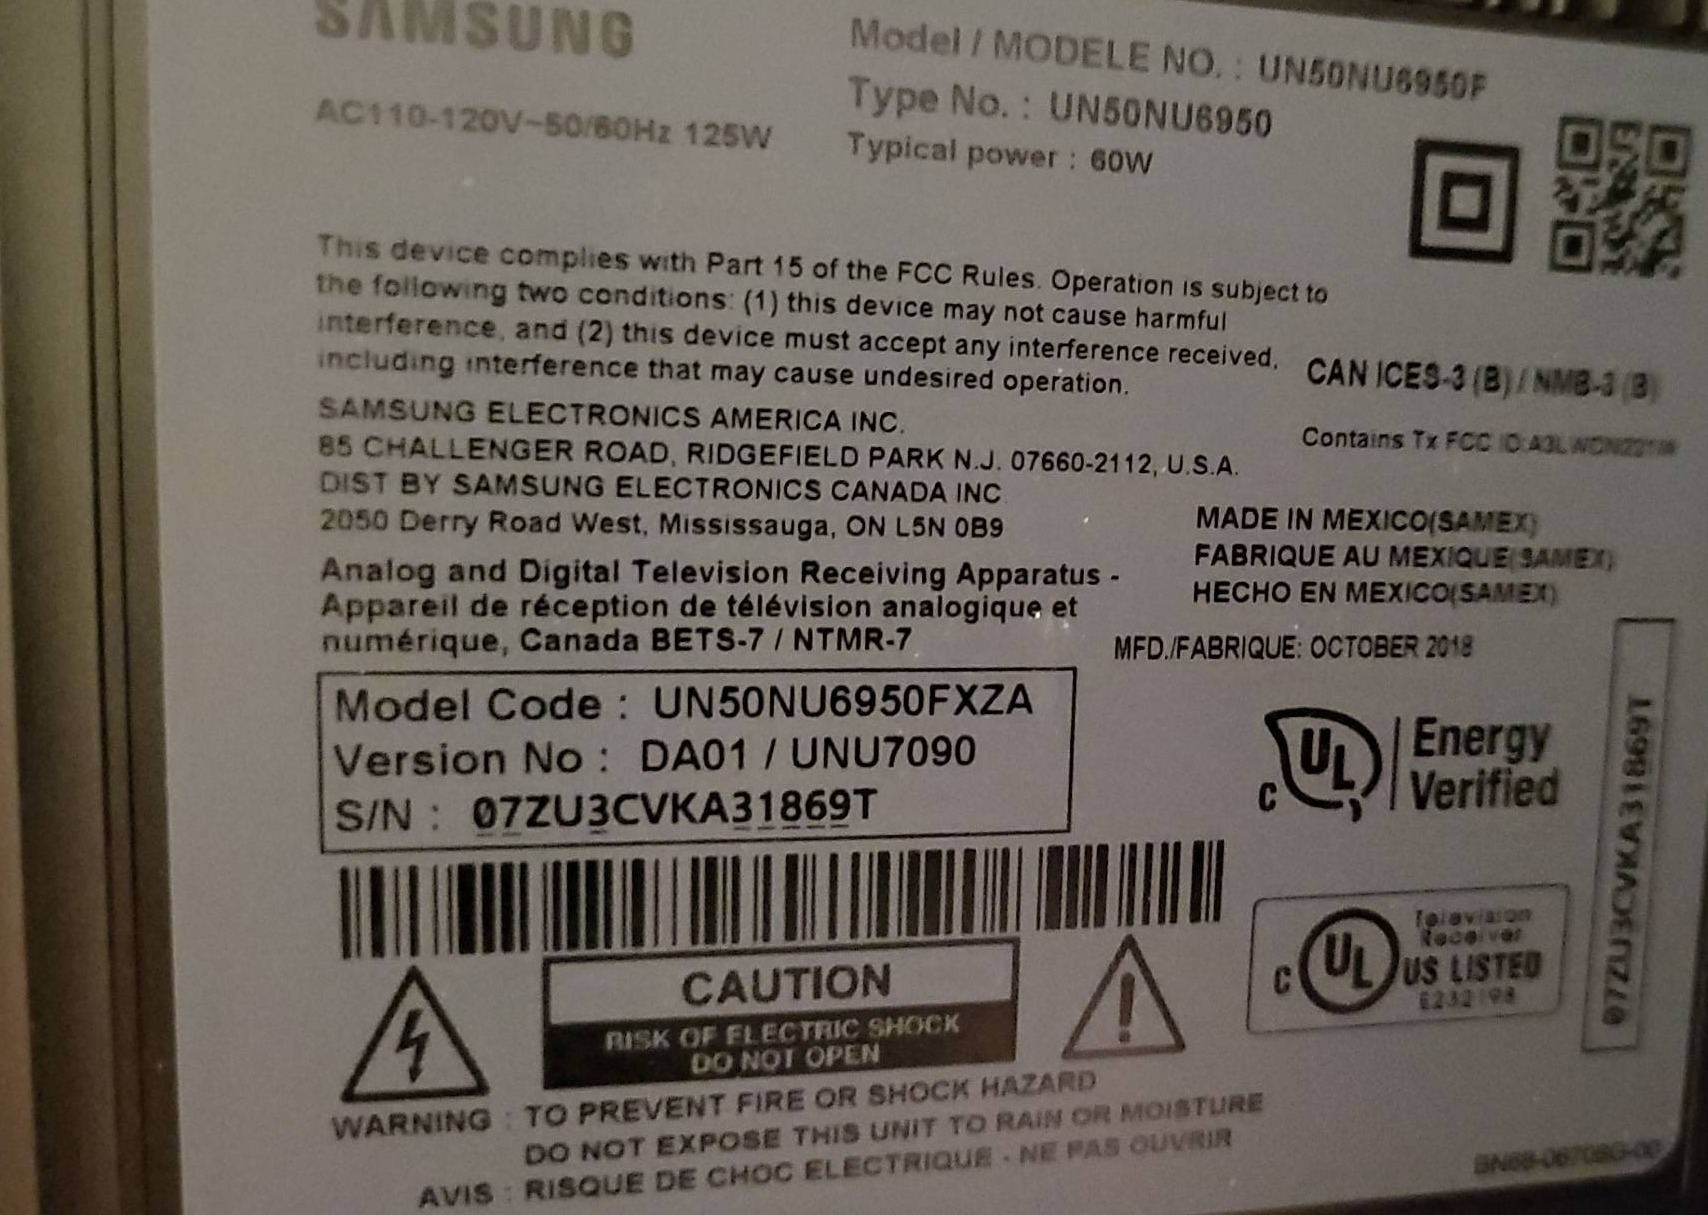 SAMSUNG
Model / MODELE NO. : UN50NU6950F
Type No. : UN50NU6950
AC110-120V~50/60Hz 125W
Typical power : 60W
This device complies with Part 15 of the FCC Rules. Operation is subject to
the following two conditions: (1) this device may not cause harmful
interference, and (2) this device must accept any interference received,
including interference that may cause undesired operation.
CAN ICES-3 (B) / NMB-3 (B)
SAMSUNG ELECTRONICS AMERICA INC.
85 CHALLENGER ROAD, RIDGEFIELD PARK N.J. 07660-2112, U.S.A.
Contains Tx FCC ID:
DIST BY SAMSUNG ELECTRONICS CANADA INC
2050 Derry Road West, Mississauga, ON L5N 0B9
MADE IN MEXICO(SAMEX)
FABRIQUE AU MEXIQUE(SAMEX)
HECHO EN MEXICO(SAMEX)
Analog and Digital Television Receiving Apparatus -
Appareil de réception de télévision analogique et
numérique, Canada BETS-7 / NTMR-7
MFD./FABRIQUE: OCTOBER 2018
Model Code : UN50NU6950FXZA
Version No : DA01 / UNU7090
S/N : 07ZU3CVKA31869T
C UL Energy
Verified
07ZU3CVKA31869T
Television
Receiver
C UL US LISTED
E232198
CAUTION
RISK OF ELECTRIC SHOCK
DO NOT OPEN
WARNING : TO PREVENT FIRE OR SHOCK HAZARD
DO NOT EXPOSE THIS UNIT TO RAIN OR MOISTURE
AVIS : RISQUE DE CHOC ELECTRIQUE - NE PAS OUVRIR